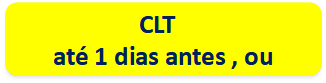 CLT
até 1 dias antes , ou